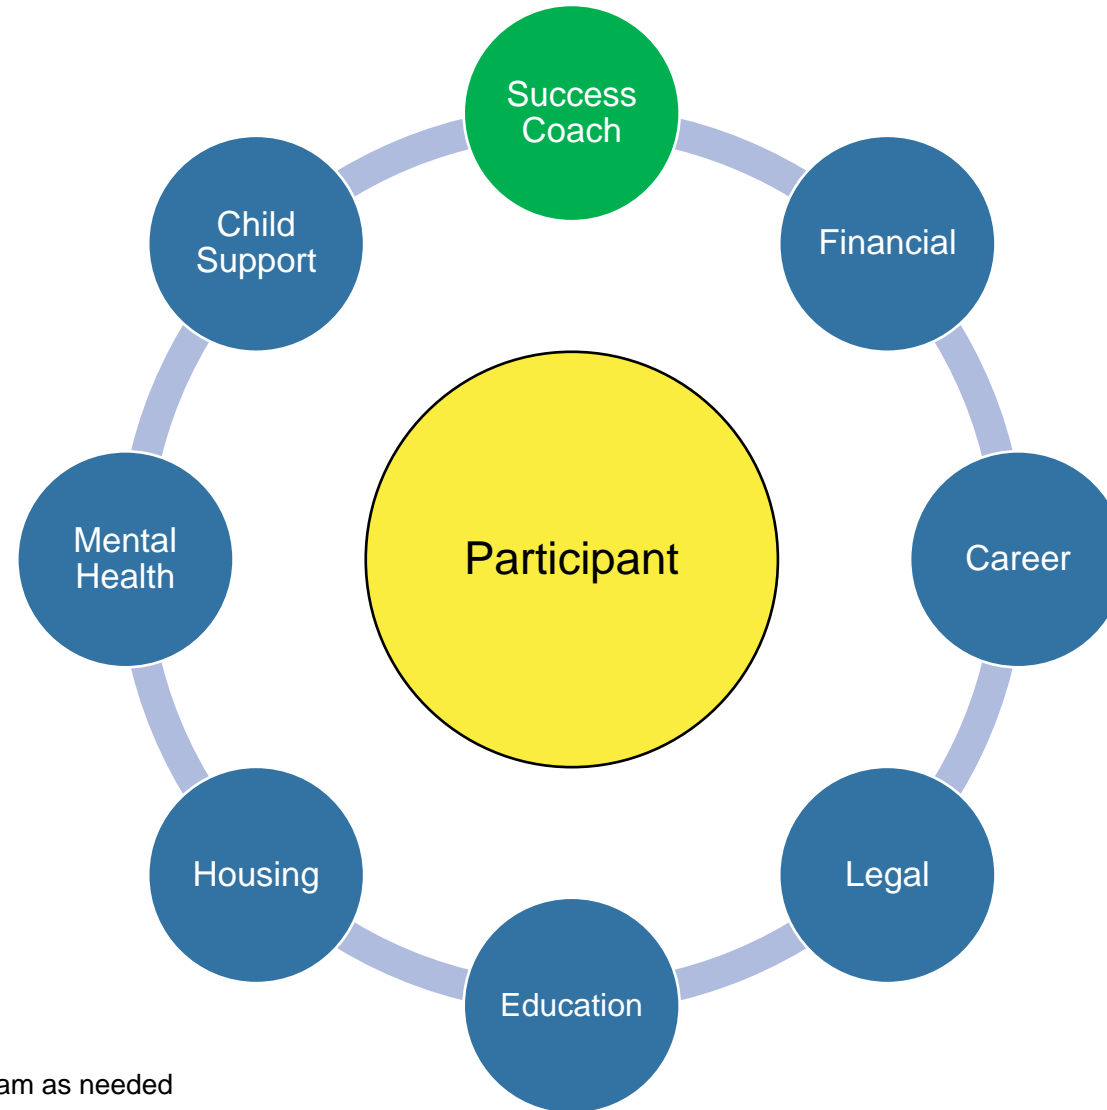 Success
Coach
Child
Support
Financial
Mental
Health
Participant
Career
Housing
Legal
Education
am as needed